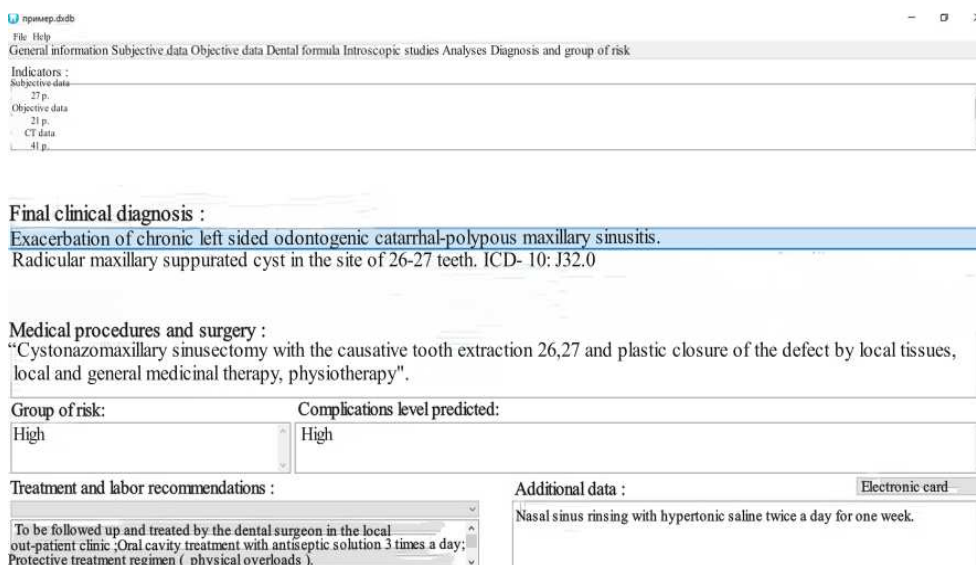 пример.dxdb
File Help
General information Subjective data Objective data Dental formula Introscopic studies Analyses Diagnosis and group of risk
Indicators :
Subjective data
27 p.
Objective data
21 p.
CT data
41 p.
Final clinical diagnosis :
Exacerbation of chronic left sided odontogenic catarrhal-polypous maxillary sinusitis.
Radicular maxillary suppurated cyst in the site of 26-27 teeth. ICD- 10: J32.0
Medical procedures and surgery :
“Cystonazomaxillary sinusectomy with the causative tooth extraction 26,27 and plastic closure of the defect by local tissues,
local and general medicinal therapy, physiotherapy".
Group of risk:
Complications level predicted:
High
High
Treatment and labor recommendations :
Additional data :
Electronic card
To be followed up and treated by the dental surgeon in the local
out-patient clinic ;Oral cavity treatment with antiseptic solution 3 times a day;
Protective treatment regimen ( physical overloads ).
Nasal sinus rinsing with hypertonic saline twice a day for one week.